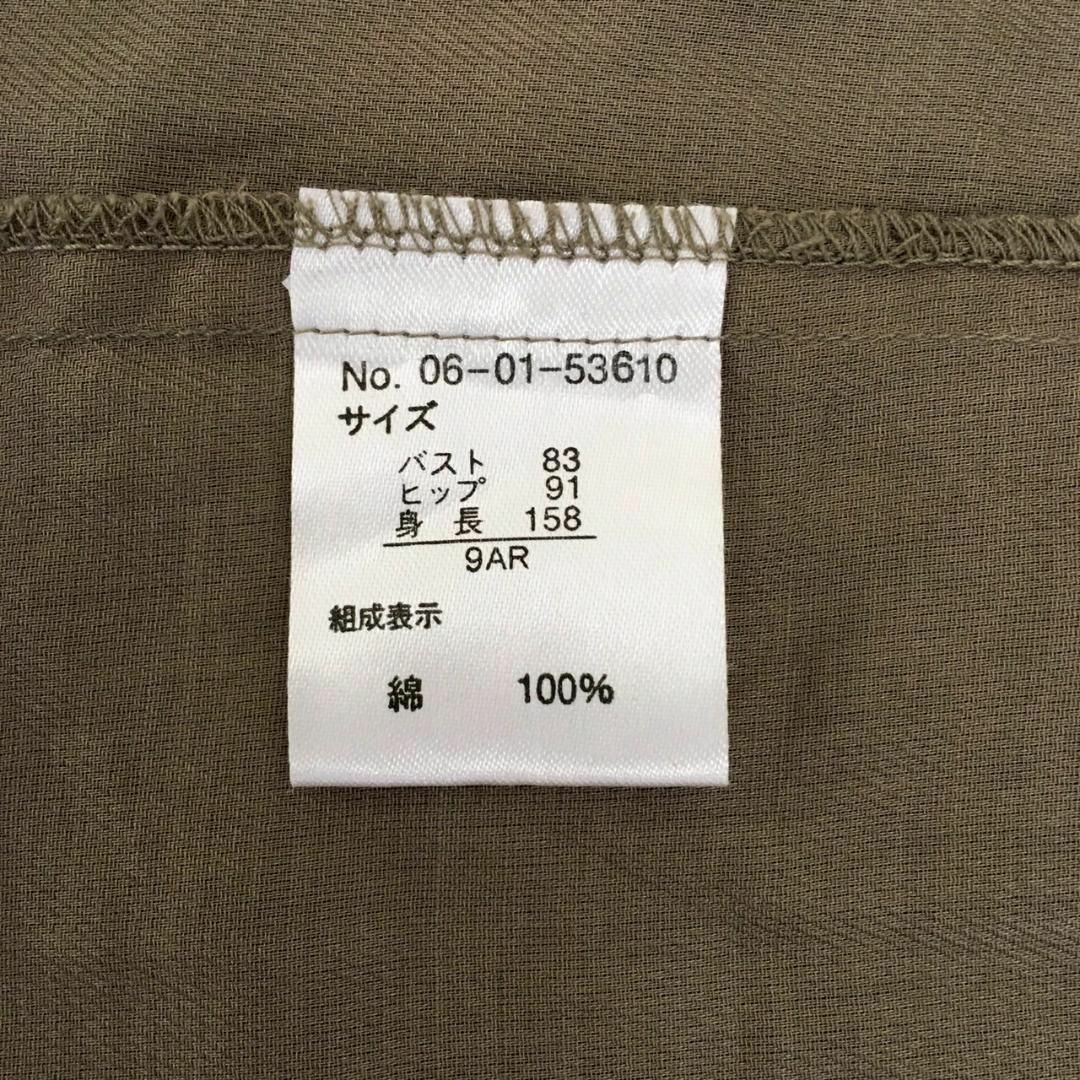 No. 06-01-53610
サイズ
バスト 83
ヒップ 91
身長 158
9AR
組成表示
綿 100%